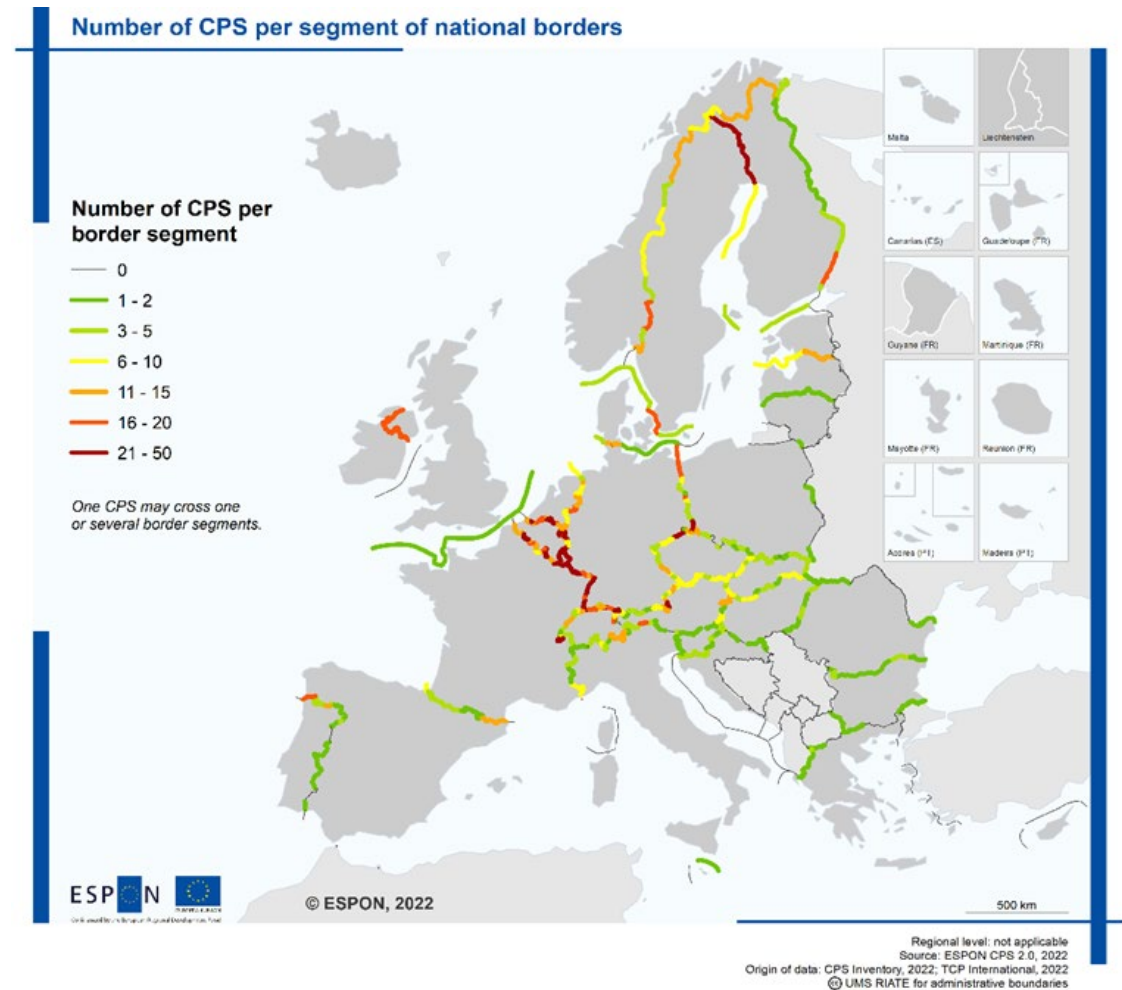 Number of CPS per segment of national borders
Malta
Liechtenstein
Canarias (ES)
Guadeloupe (FR)
Guyane (FR)
Martinique (FR)
Mayotte (FR)
Reunion (FR)
Acores (PT)
Madeira (PT)
Number of CPS per
border segment
0
1 - 2
3 - 5
6 - 10
11 - 15
16 - 20
21 - 50
One CPS may cross one
or several border segments.
ESPON
© ESPON, 2022
500 km
Regional level: not applicable
Source: ESPON CPS 2.0, 2022
Origin of data: CPS Inventory, 2022; TCP International, 2022
UMS RIATE for administrative boundaries